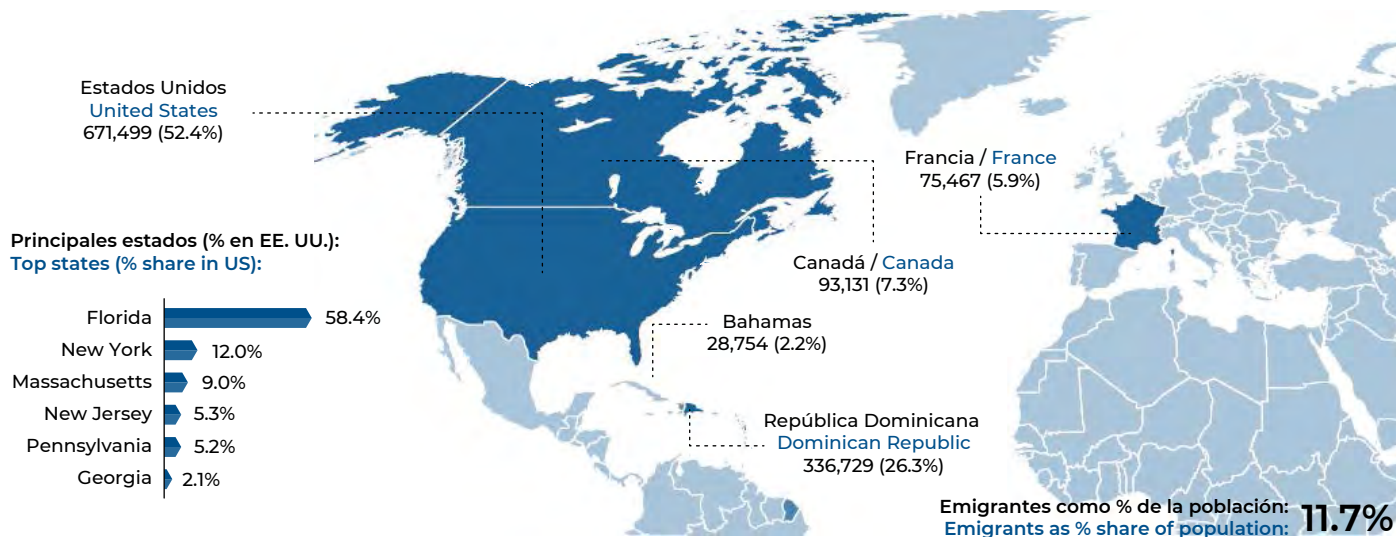 Estados Unidos
United States
671,499 (52.4%)
Francia / France
75,467 (5.9%)
Canadá / Canada
93,131 (7.3%)
Bahamas
28,754 (2.2%)
República Dominicana
Dominican Republic
336,729 (26.3%)
Principales estados (% en EE. UU.):
Top states (% share in US):
Florida 58.4%
New York 12.0%
Massachusetts 9.0%
New Jersey 5.3%
Pennsylvania 5.2%
Georgia 2.1%
Emigrantes como % de la población:
Emigrants as % share of population:
11.7%